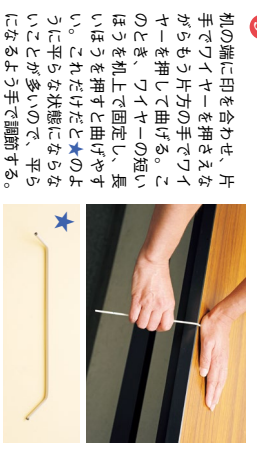 机の端に印を合わせ、片
手でワイヤーを押さえな
がらもう片方の手でワイ
ヤーを押して曲げる。こ
のとき、ワイヤーの短い
ほうを机上で固定し、長
いほうを押すと曲げやす
い。これだけだと★のよ
うに平らな状態にならな
いことが多いので、平ら
になるよう手で調節する。
★